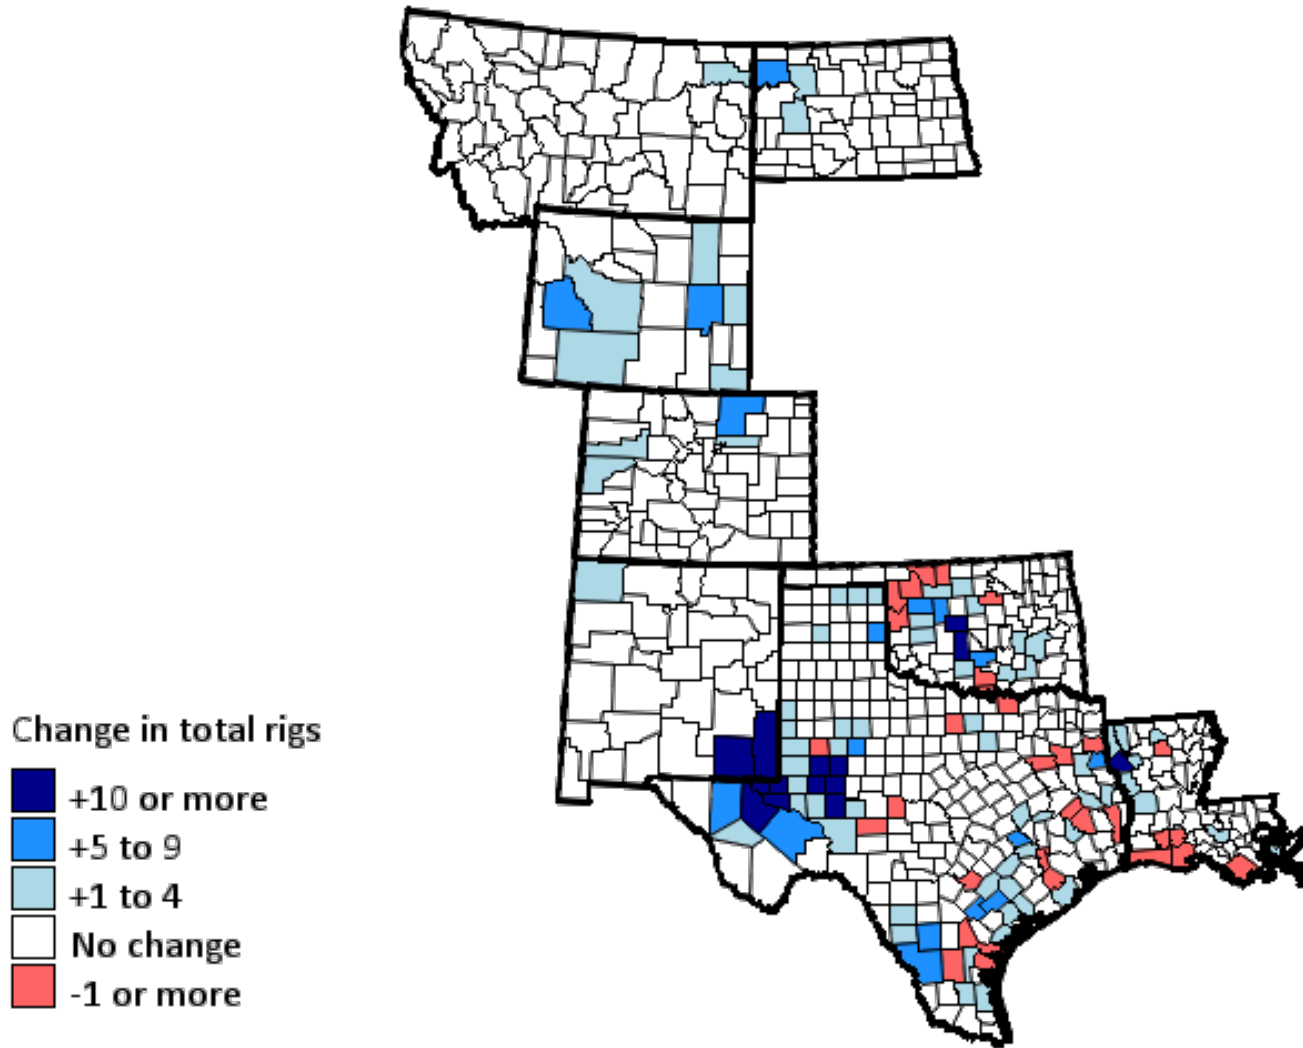 Change in total rigs
+10 or more
+5 to 9
+1 to 4
No change
-1 or more